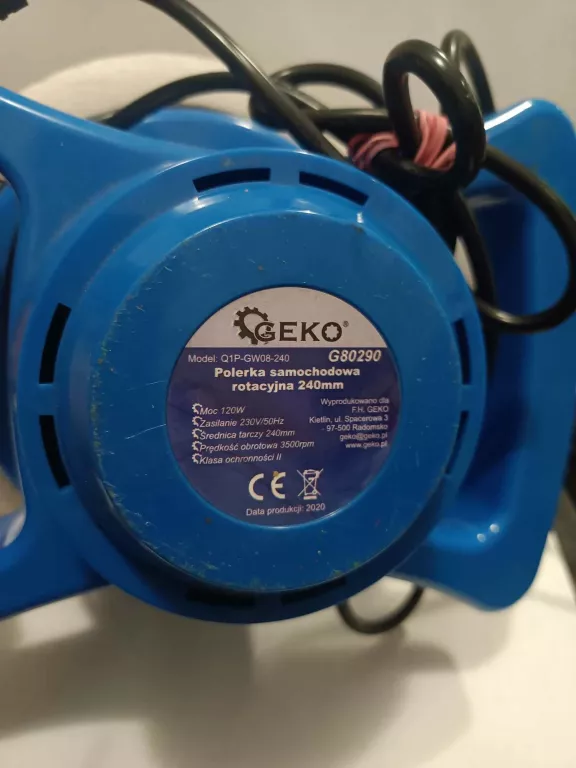 GEKO®
Model: Q1P-GW08-240 G80290
Polerka samochodowa
rotacyjna 240mm
Moc 120W
Zasilanie 230V/50Hz
Średnica tarczy 240mm
Prędkość obrotowa 3500rpm
Klasa ochronności II
Wyprodukowano dla
F.H. GEKO
Kietlin, ul. Spacerowa 3
97-500 Radomsko
geko@geko.pl
www.geko.pl
CE
Data produkcji: 2020